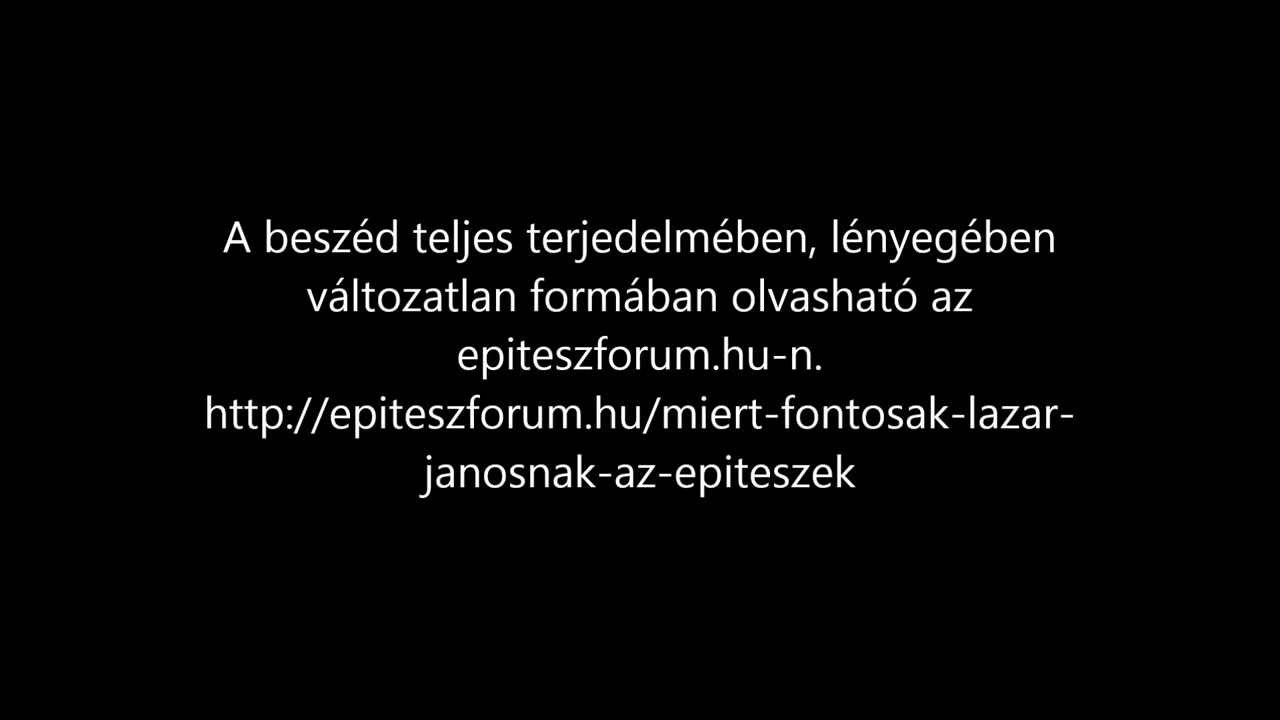 A beszéd teljes terjedelmében, lényegében
változatlan formában olvasható az
epiteszforum.hu-n.
http://epiteszforum.hu/miert-fontosak-lazar-
janosnak-az-epiteszek